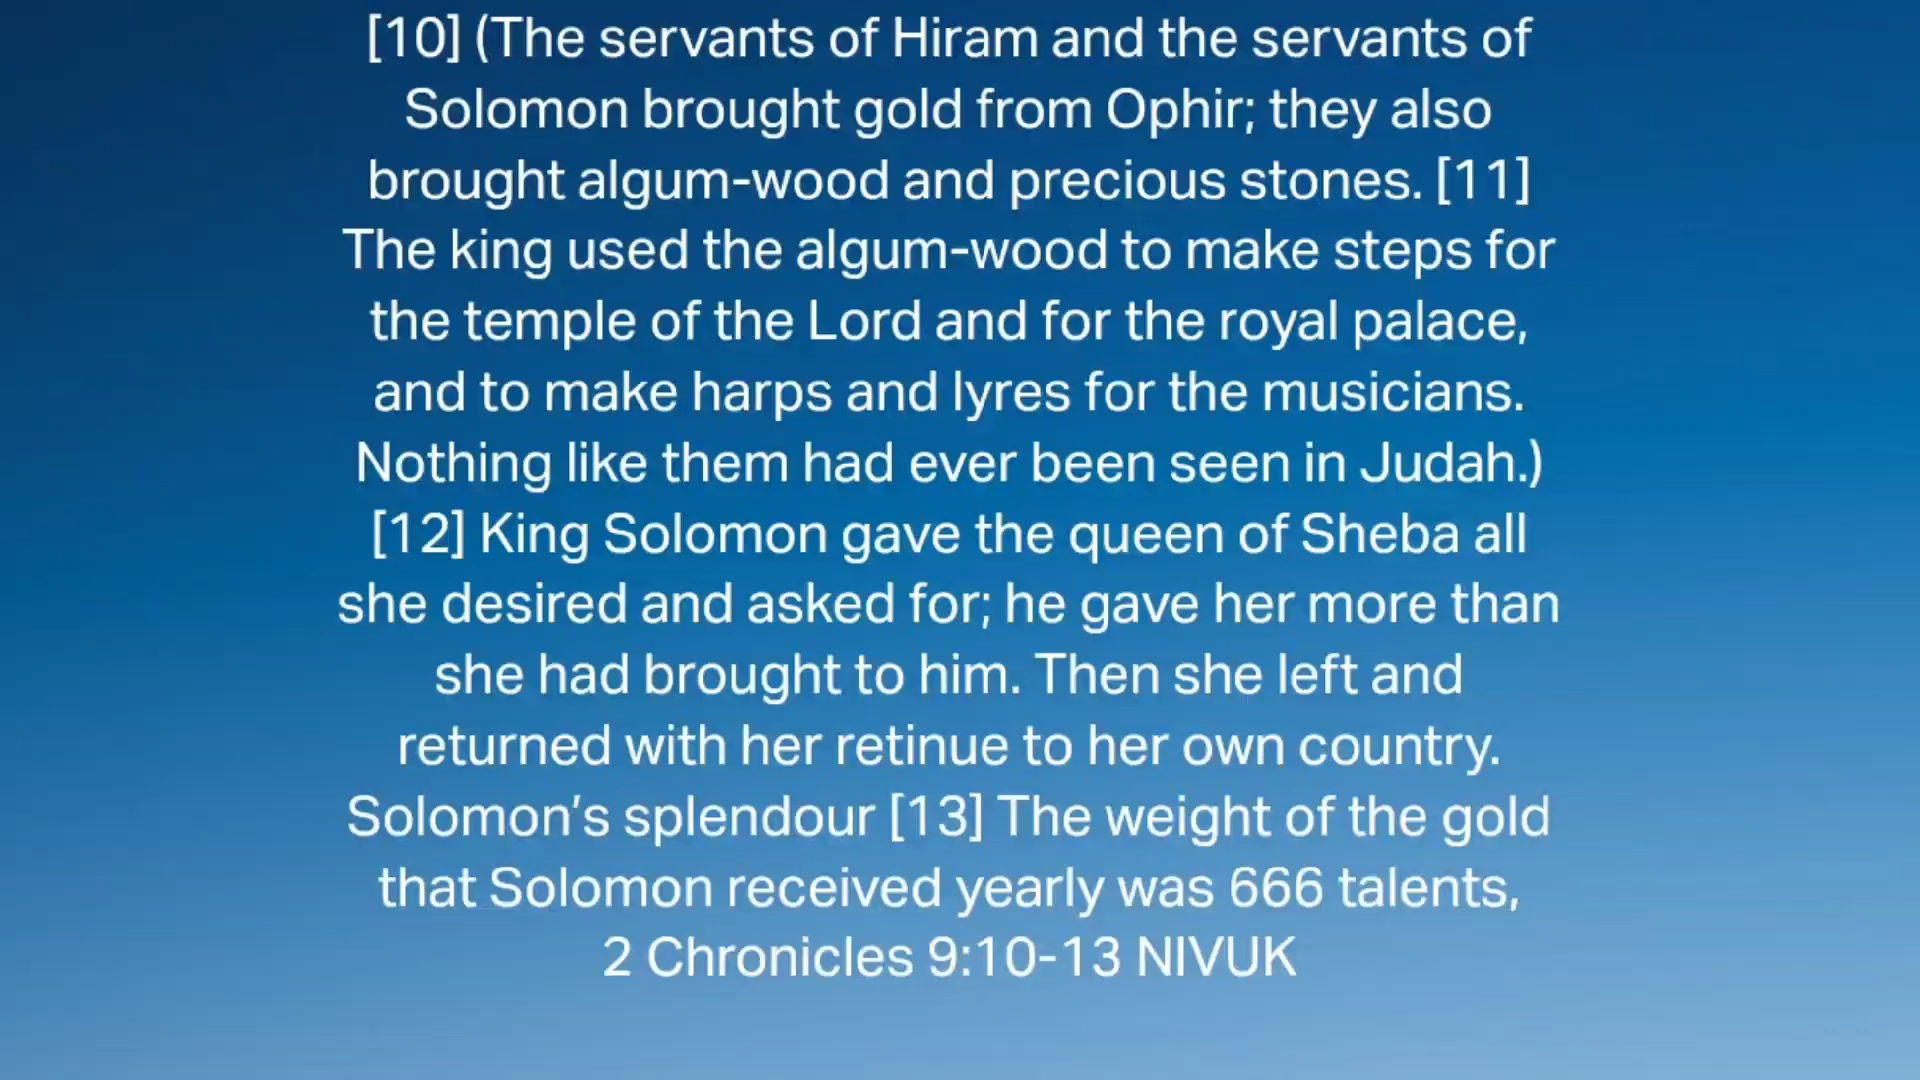 [10] (The servants of Hiram and the servants of
Solomon brought gold from Ophir; they also
brought algum-wood and precious stones. [11]
The king used the algum-wood to make steps for
the temple of the Lord and for the royal palace,
and to make harps and lyres for the musicians.
Nothing like them had ever been seen in Judah.)
[12] King Solomon gave the queen of Sheba all
she desired and asked for; he gave her more than
she had brought to him. Then she left and
returned with her retinue to her own country.
Solomon’s splendour [13] The weight of the gold
that Solomon received yearly was 666 talents,
2 Chronicles 9:10-13 NIVUK